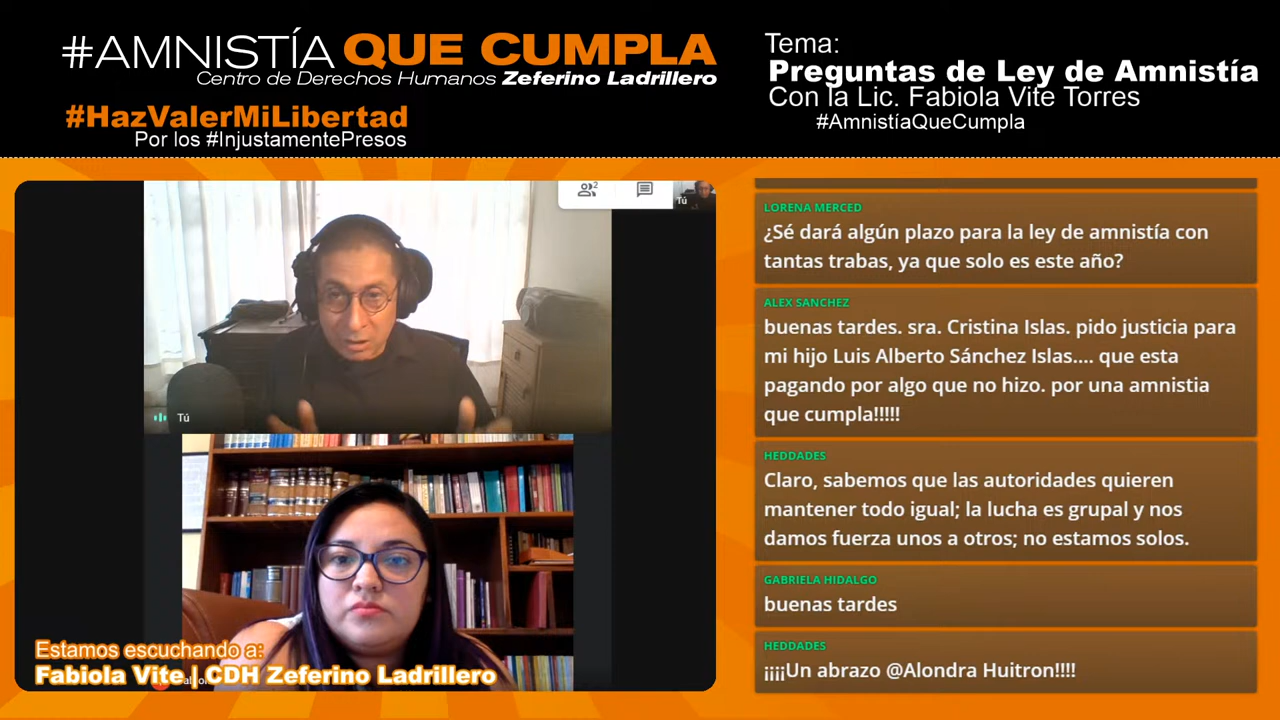 #AMNISTÍA QUE CUMPLA
Centro de Derechos Humanos Zeferino Ladrillero
#HazValerMiLibertad
Por los #InjustamentePresos
Tema:
Preguntas de Ley de Amnistía
Con la Lic. Fabiola Vite Torres
#AmnistíaQueCumpla
2
Tú
Tú
Estamos escuchando a:
Fabiola Vite | CDH Zeferino Ladrillero
LORENA MERCED
¿Sé dará algún plazo para la ley de amnistía con
tantas trabas, ya que solo es este año?
ALEX SANCHEZ
buenas tardes. sra. Cristina Islas. pido justicia para
mi hijo Luis Alberto Sánchez Islas.... que esta
pagando por algo que no hizo. por una amnistia
que cumpla!!!!!
HEDDADES
Claro, sabemos que las autoridades quieren
mantener todo igual; la lucha es grupal y nos
damos fuerza unos a otros; no estamos solos.
GABRIELA HIDALGO
buenas tardes
HEDDADES
¡¡¡¡Un abrazo @Alondra Huitron!!!!